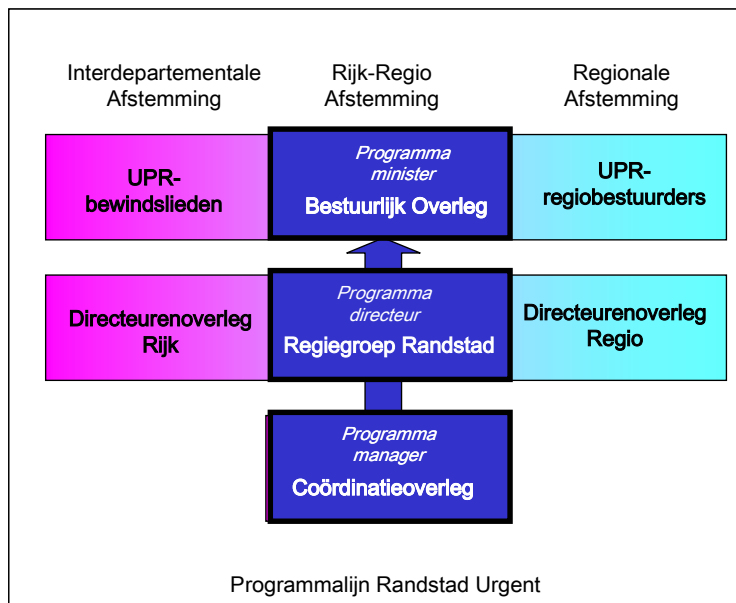 Interdepartementale
Afstemming
Rijk-Regio
Afstemming
Regionale
Afstemming
UPR-
bewindslieden
Programma
minister
Bestuurlijk Overleg
UPR-
regiobestuurders
Directeurenoverleg
Rijk
Programma
directeur
Regiegroep Randstad
Directeurenoverleg
Regio
Programma
manager
Coördinatieoverleg
Programmalijn Randstad Urgent